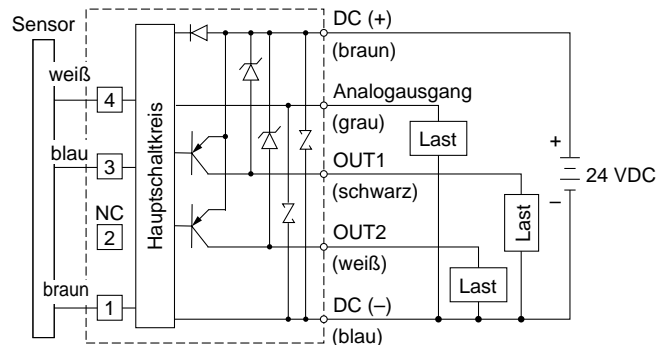 Sensor
weiß
4
blau
3
NC
2
braun
1
Hauptschaltkreis
DC (+)
(braun)
Analogausgang
(grau)
Last
OUT1
(schwarz)
Last
OUT2
(weiß)
Last
DC (–)
(blau)
+
24 VDC
–